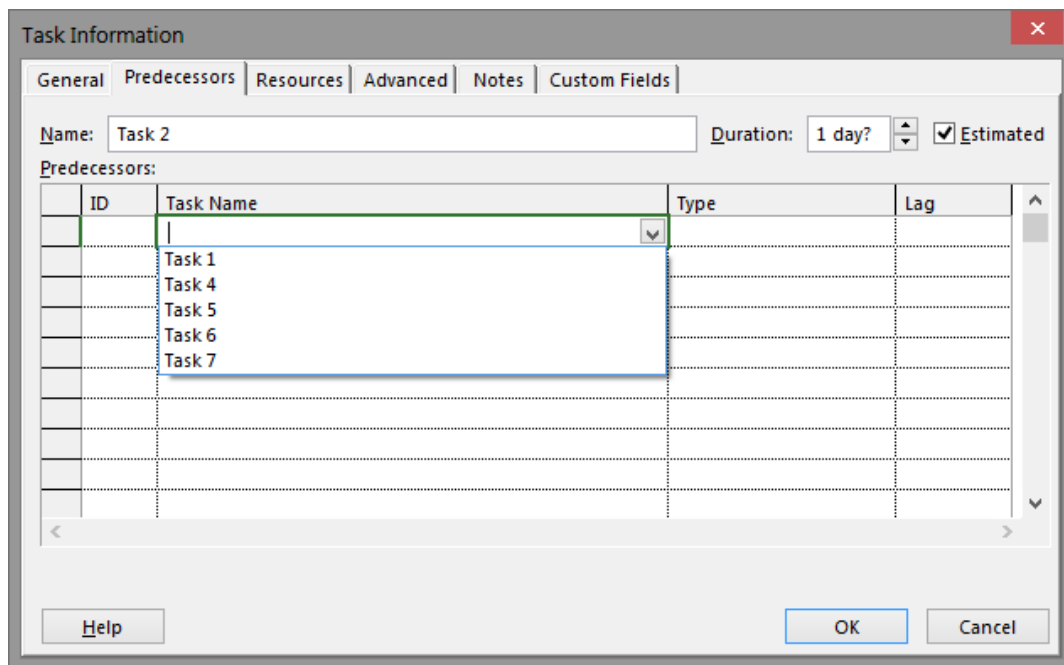 Task Information
General Predecessors Resources Advanced Notes Custom Fields
Name: Task 2 Duration: 1 day? Estimated
Predecessors:
ID Task Name Type Lag
Task 1
Task 4
Task 5
Task 6
Task 7
Help OK Cancel